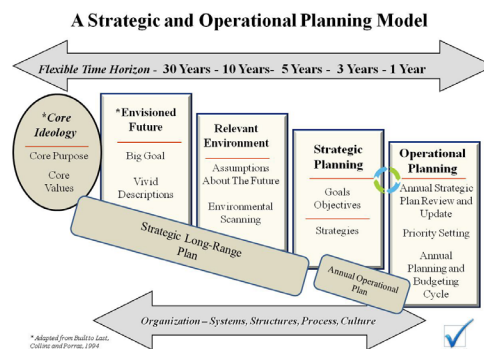 A Strategic and Operational Planning Model
Flexible Time Horizon - 30 Years - 10 Years- 5 Years - 3 Years - 1 Year
*Core
Ideology
Core Purpose
Core
Values
*Envisioned
Future
Big Goal
Vivid
Descriptions
Relevant
Environment
Assumptions
About The Future
Environmental
Scanning
Strategic
Planning
Goals
Objectives
Strategies
Operational
Planning
Annual Strategic
Plan Review and
Update
Priority Setting
Annual
Planning and
Budgeting
Cycle
Strategic Long-Range
Plan
Annual Operational
Plan
Organization – Systems, Structures, Process, Culture
* Adapted from Built to Last,
Collins and Porras, 1994